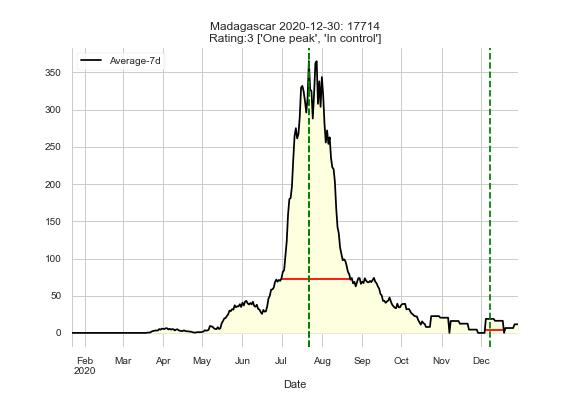 Madagascar 2020-12-30: 17714
Rating:3 ['One peak', 'In control']
Average-7d
350
300
250
200
150
100
50
0
Feb Mar Apr May Jun Jul Aug Sep Oct Nov Dec
2020
Date